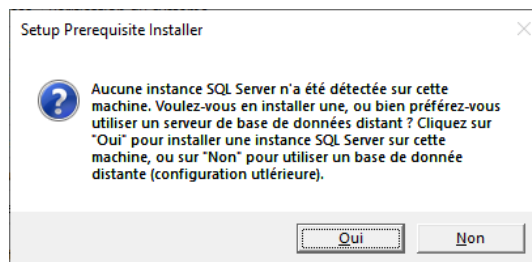 Setup Prerequisite Installer
Aucune instance SQL Server n'a été détectée sur cette
machine. Voulez-vous en installer une, ou bien préférez-vous
utiliser un serveur de base de données distant ? Cliquez sur
"Oui" pour installer une instance SQL Server sur cette
machine, ou sur "Non" pour utiliser un base de donnée
distante (configuration utlérieure).
Oui Non